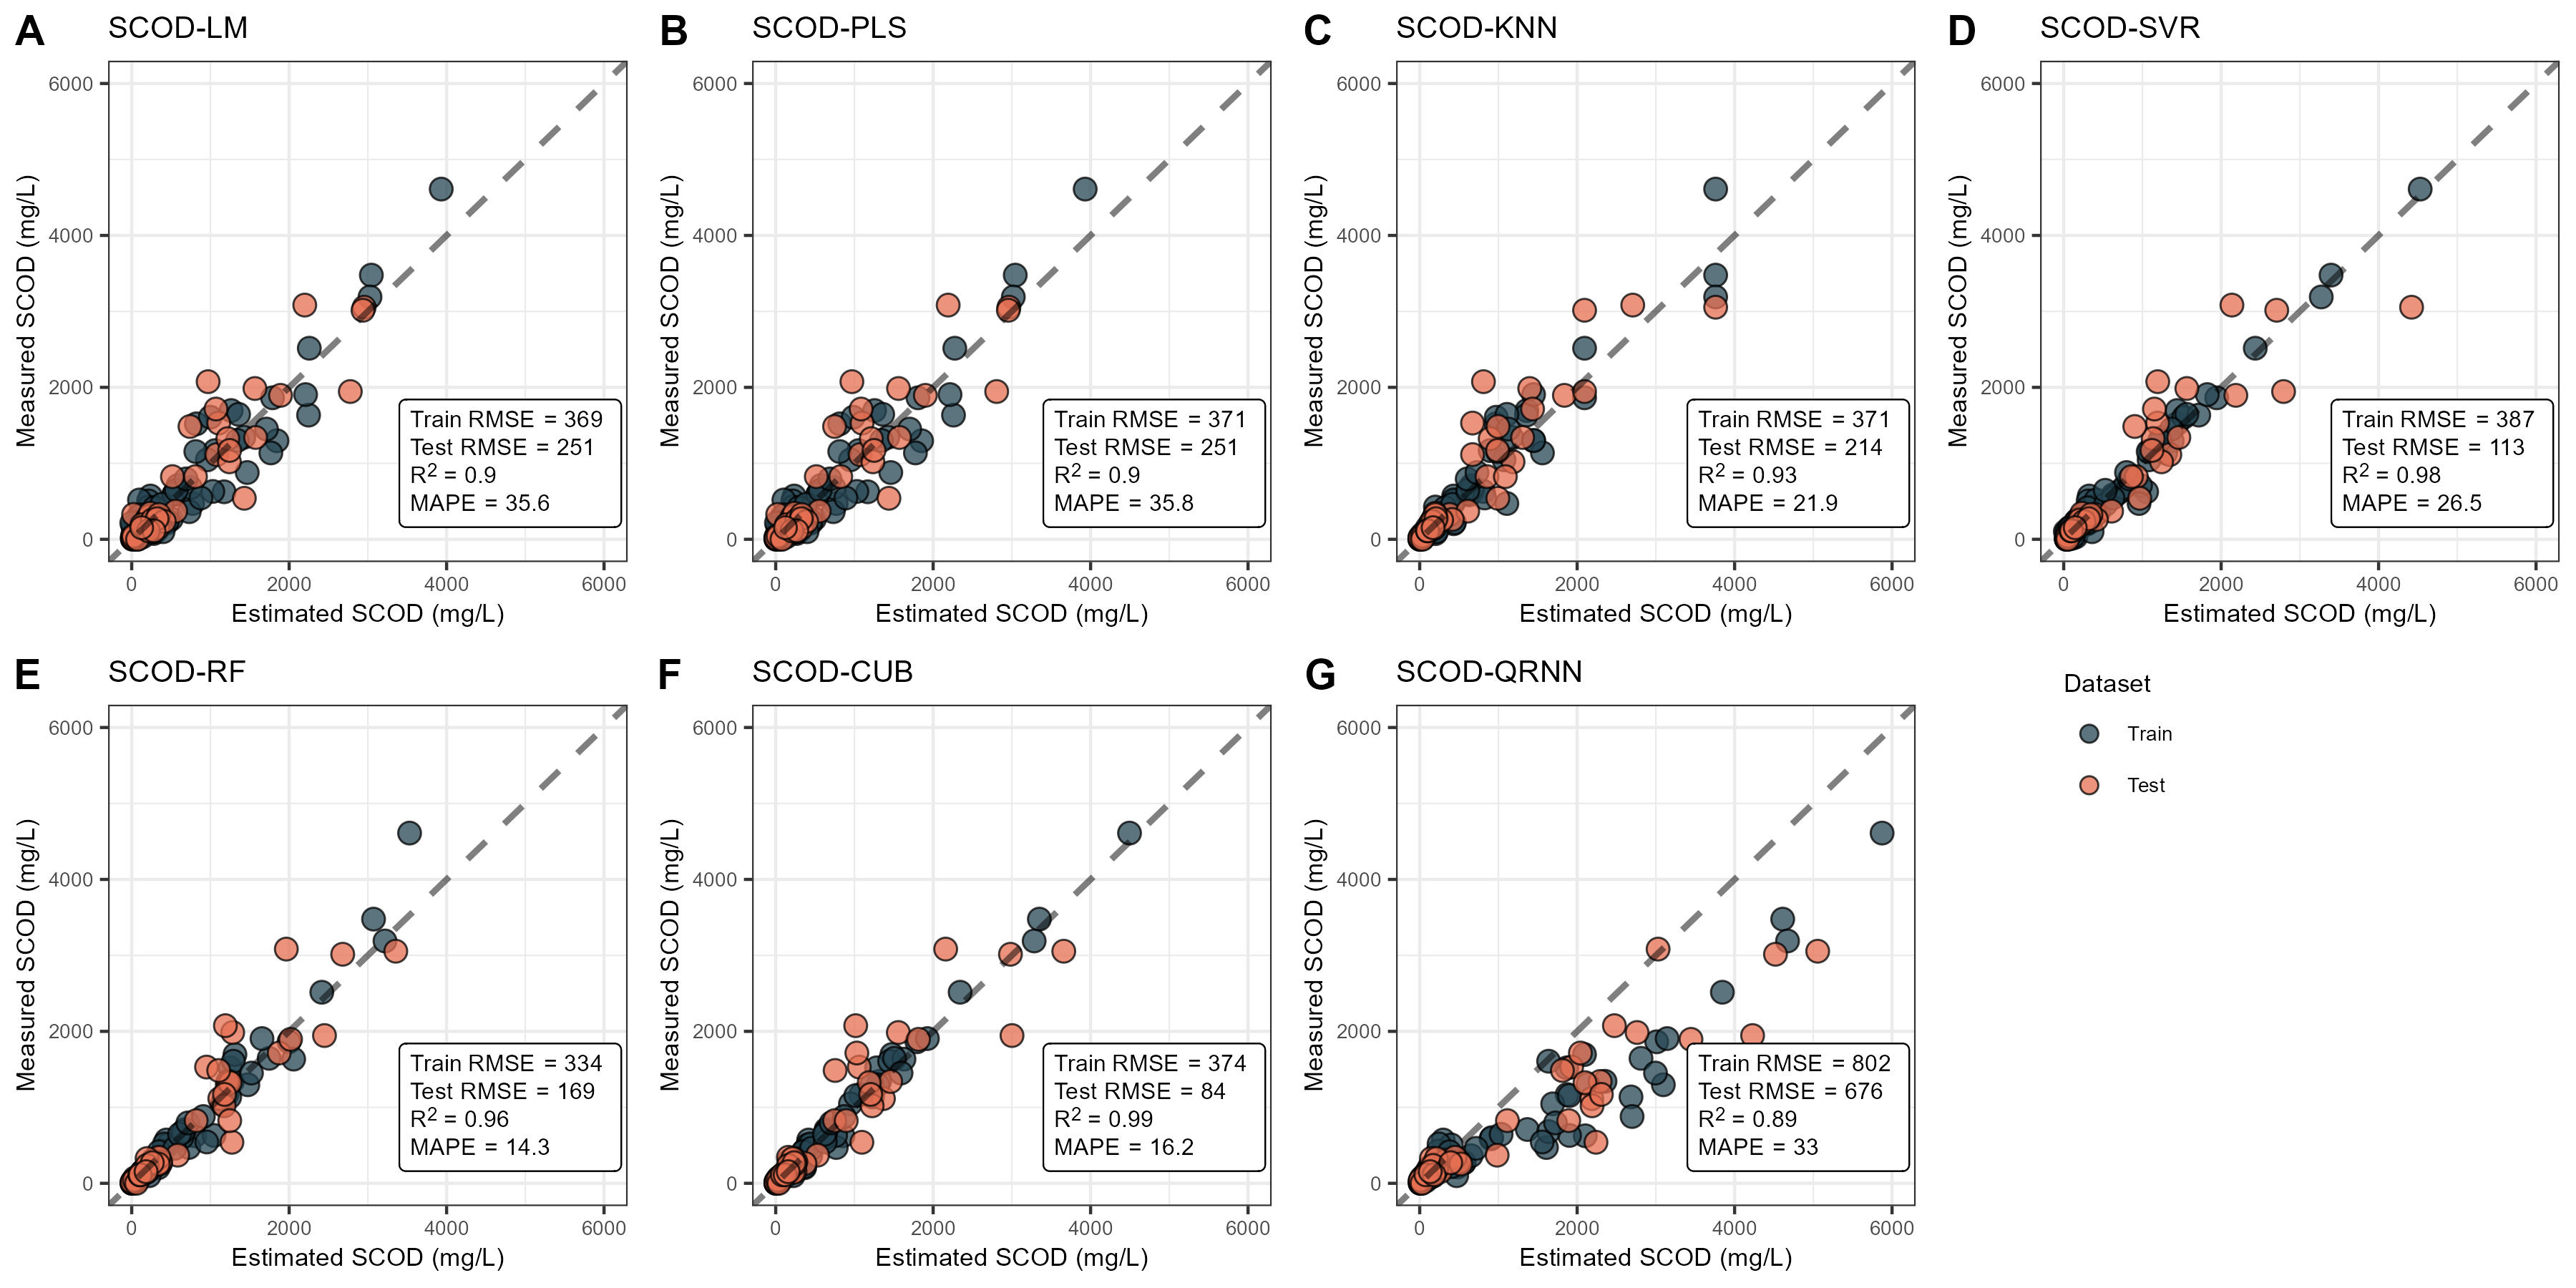 A SCOD-LM
6000
4000
2000
0
0 2000 4000 6000
Measured SCOD (mg/L)
Estimated SCOD (mg/L)
Train RMSE = 369
Test RMSE = 251
R² = 0.9
MAPE = 35.6
B SCOD-PLS
6000
4000
2000
0
0 2000 4000 6000
Measured SCOD (mg/L)
Estimated SCOD (mg/L)
Train RMSE = 371
Test RMSE = 251
R² = 0.9
MAPE = 35.8
C SCOD-KNN
6000
4000
2000
0
0 2000 4000 6000
Measured SCOD (mg/L)
Estimated SCOD (mg/L)
Train RMSE = 371
Test RMSE = 214
R² = 0.93
MAPE = 21.9
D SCOD-SVR
6000
4000
2000
0
0 2000 4000 6000
Measured SCOD (mg/L)
Estimated SCOD (mg/L)
Train RMSE = 387
Test RMSE = 113
R² = 0.98
MAPE = 26.5
E SCOD-RF
6000
4000
2000
0
0 2000 4000 6000
Measured SCOD (mg/L)
Estimated SCOD (mg/L)
Train RMSE = 334
Test RMSE = 169
R² = 0.96
MAPE = 14.3
F SCOD-CUB
6000
4000
2000
0
0 2000 4000 6000
Measured SCOD (mg/L)
Estimated SCOD (mg/L)
Train RMSE = 374
Test RMSE = 84
R² = 0.99
MAPE = 16.2
G SCOD-QRNN
6000
4000
2000
0
0 2000 4000 6000
Measured SCOD (mg/L)
Estimated SCOD (mg/L)
Train RMSE = 802
Test RMSE = 676
R² = 0.89
MAPE = 33
Dataset
Train
Test